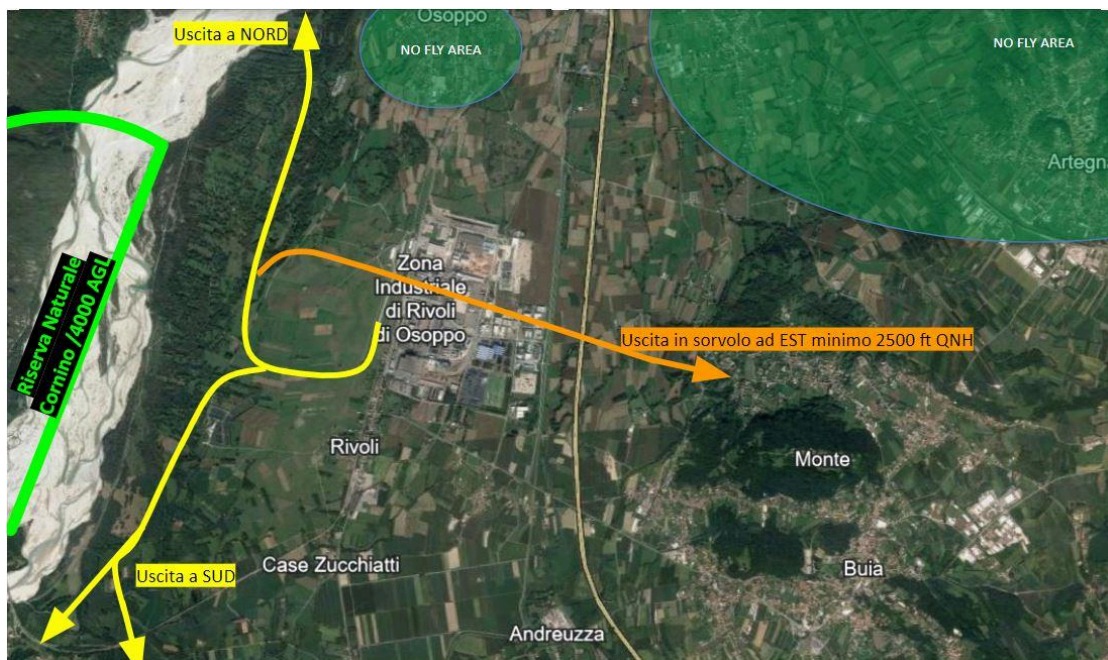 Osoppo
Uscita a NORD
NO FLY AREA
NO FLY AREA
Artegna
Riserva Naturale
Cornino /4000 AGL
Zona
Industriale
di Rivoli
di Osoppo
Uscita in sorvolo ad EST minimo 2500 ft QNH
Rivoli
Monte
Case Zucchiatti
Uscita a SUD
Buia
Andreuzza